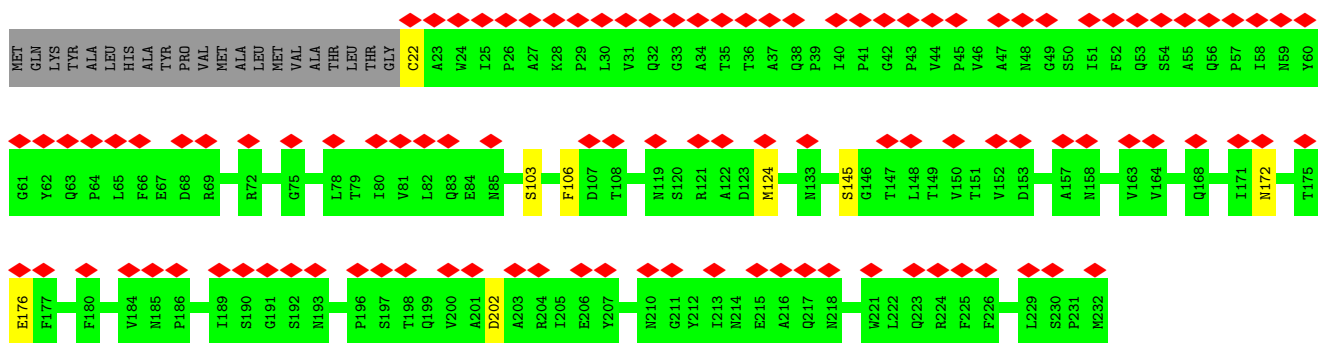 MET GLN LYS TYR ALA LEU HIS ALA TYR PRO VAL MET ALA LEU MET VAL ALA THR LEU THR GLY C22 A23 W24 I25 P26 A27 K28 P29 L30 V31 Q32 G33 A34 T35 T36 A37 Q38 P39 I40 P41 G42 P43 V44 P45 V46 A47 N48 G49 S50 I51 F52 Q53 S54 A55 Q56 P57 I58 N59 Y60
G61 Y62 Q63 P64 L65 F66 E67 D68 R69 R72 G75 L78 T79 I80 V81 L82 Q83 E84 N85 S103 F106 D107 T108 N119 S120 R121 A122 D123 M124 N133 S145 G146 T147 L148 T149 V150 T151 V152 D153 A157 N158 V163 V164 Q168 I171 N172 T175
E176 F177 F180 V184 N185 P186 I189 S190 G191 S192 N193 P196 S197 T198 Q199 V200 A201 D202 A203 R204 I205 E206 Y207 N210 G211 Y212 I213 N214 E215 A216 Q217 N218 W221 L222 Q223 R224 F225 F226 L229 S230 P231 M232